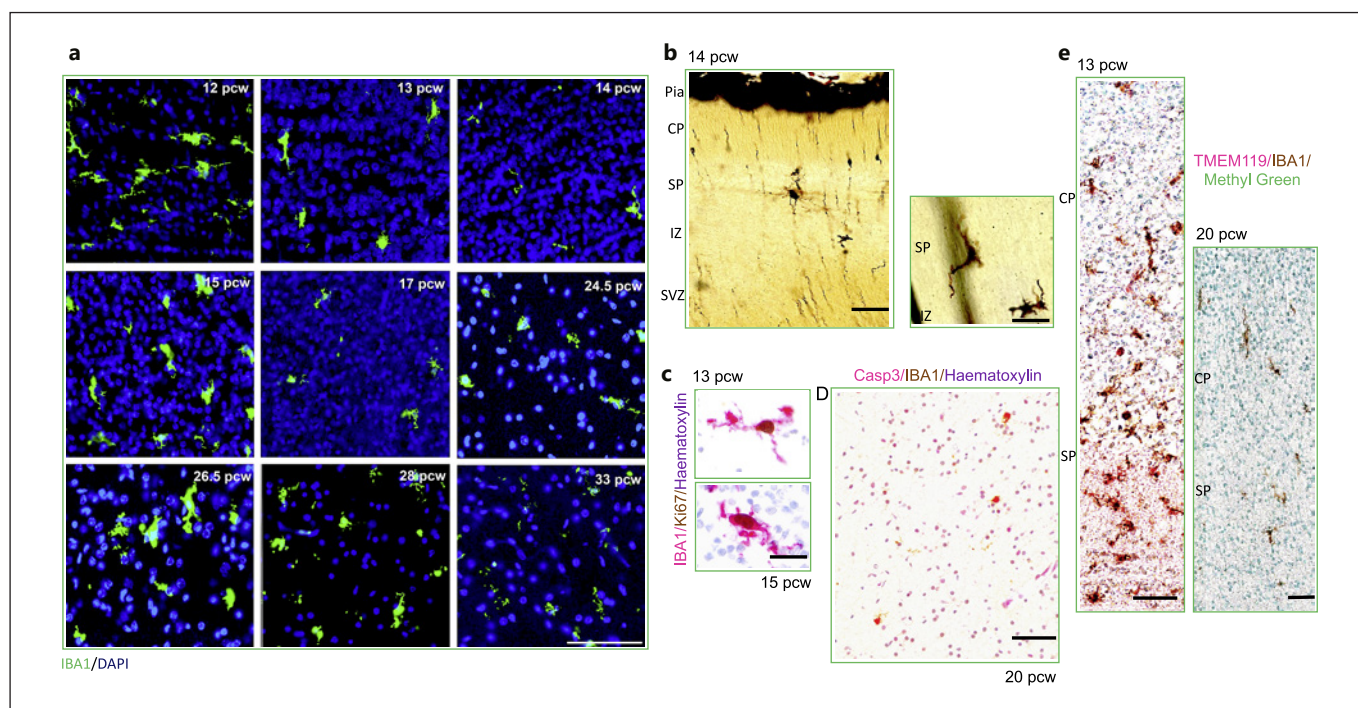 a
12 pcw
13 pcw
14 pcw
15 pcw
17 pcw
24.5 pcw
26.5 pcw
28 pcw
33 pcw
IBA1/DAPI
b
14 pcw
Pia
CP
SP
IZ
SVZ
SP
IZ
c
13 pcw
IBA1/Ki67/Haematoxylin
15 pcw
Casp3/IBA1/Haematoxylin
D
20 pcw
e
13 pcw
CP
SP
TMEM119/IBA1/
Methyl Green
20 pcw
CP
SP